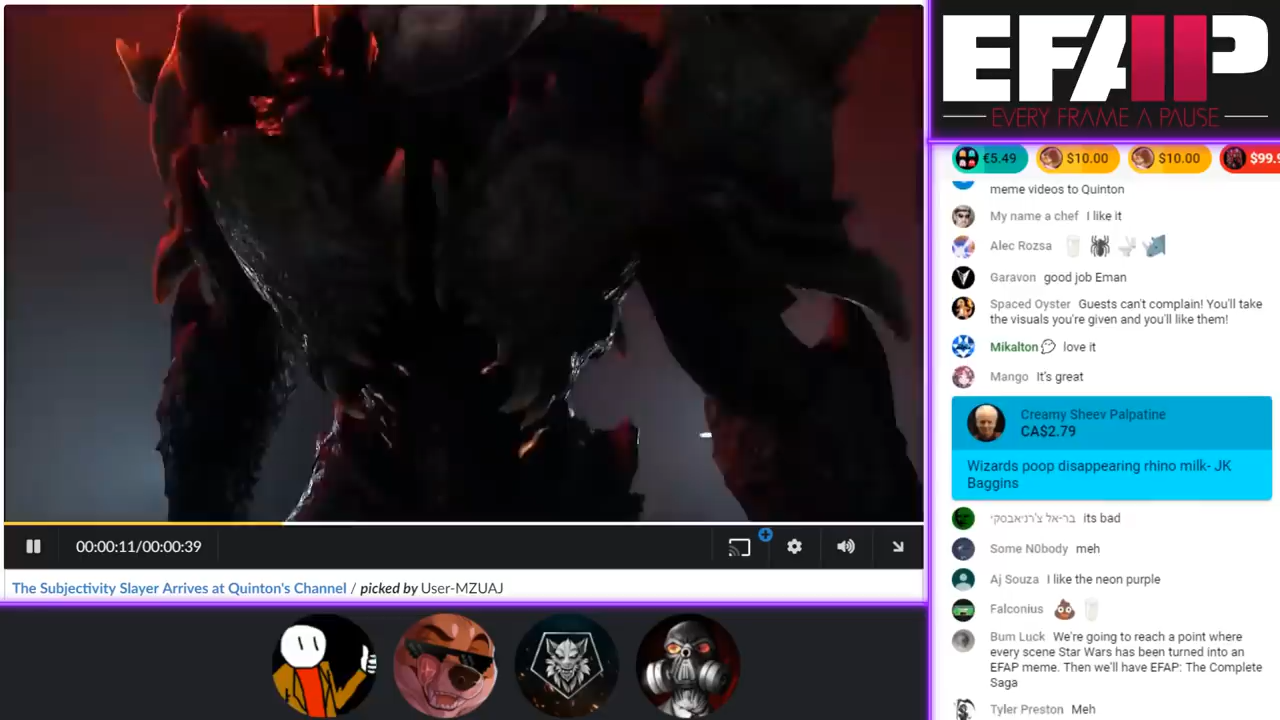 EFAP
EVERY FRAME A PAUSE
€5.49
$10.00
$10.00
$99.9
meme videos to Quinton
My name a chef I like it
Alec Rozsa
Garavon good job Eman
Spaced Oyster Guests can't complain! You'll take
the visuals you're given and you'll like them!
Mikalton love it
Mango It's great
Creamy Sheev Palpatine
CA$2.79
Wizards poop disappearing rhino milk- JK
Baggins
בר-אל צ'רניאבסקי its bad
Some N0body meh
Aj Souza I like the neon purple
Falconius
Bum Luck We're going to reach a point where
every scene Star Wars has been turned into an
EFAP meme. Then we'll have EFAP: The Complete
Saga
Tyler Preston Meh
00:00:11/00:00:39
The Subjectivity Slayer Arrives at Quinton's Channel / picked by User-MZUAJ